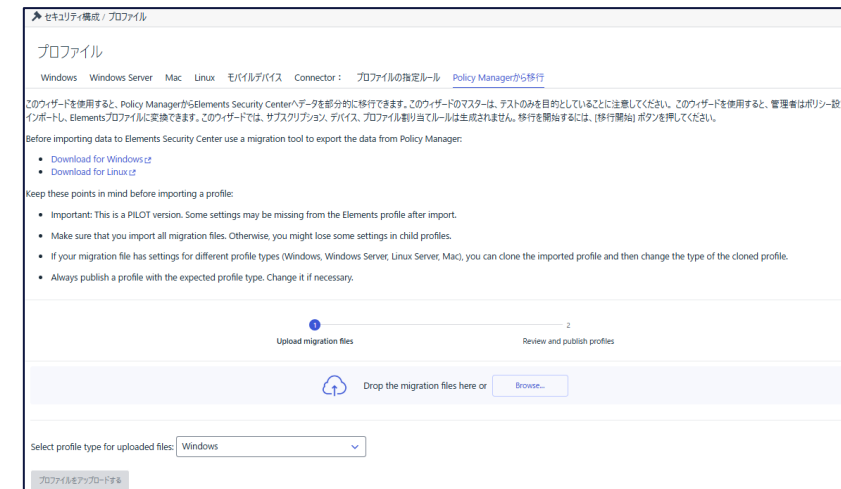 セキュリティ構成 / プロファイル
プロファイル
Windows Windows Server Mac Linux モバイルデバイス Connector： プロファイルの指定ルール Policy Managerから移行
このウィザードを使用すると、Policy ManagerからElements Security Centerへデータを部分的に移行できます。このウィザードのマスターは、テストのみを目的としていることに注意してください。このウィザードを使用すると、管理者はポリシー設
インポートし、Elementsプロファイルに変換できます。このウィザードでは、サブスクリプション、デバイス、プロファイル割り当てルールは生成されません。移行を開始するには、[移行開始] ボタンを押してください。
Before importing data to Elements Security Center use a migration tool to export the data from Policy Manager:
• Download for Windows
• Download for Linux
Keep these points in mind before importing a profile:
• Important: This is a PILOT version. Some settings may be missing from the Elements profile after import.
• Make sure that you import all migration files. Otherwise, you might lose some settings in child profiles.
• If your migration file has settings for different profile types (Windows, Windows Server, Linux Server, Mac), you can clone the imported profile and then change the type of the cloned profile.
• Always publish a profile with the expected profile type. Change it if necessary.
1 2
Upload migration files Review and publish profiles
Drop the migration files here or Browse...
Select profile type for uploaded files: Windows
プロファイルをアップロードする